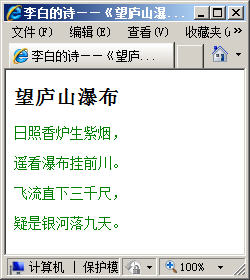 李白的诗——《望庐山瀑...
文件(F) 编辑(E) 查看(V) 收藏夹(
李白的诗——《望庐山瀑布...
望庐山瀑布
日照香炉生紫烟，
遥看瀑布挂前川。
飞流直下三千尺，
疑是银河落九天。
计算机 | 保护模 100%